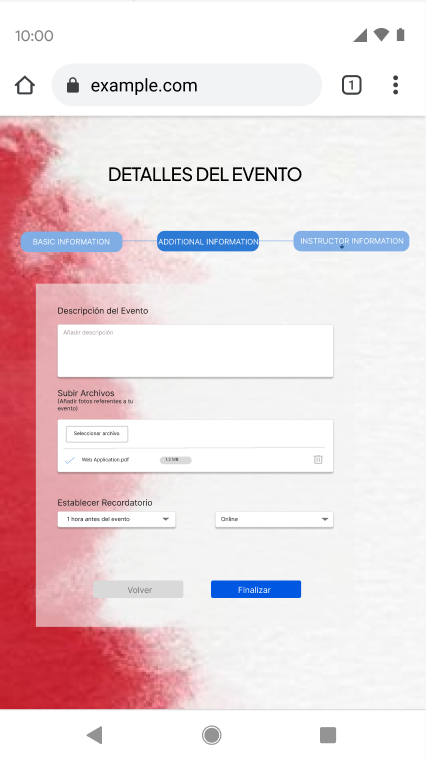 10:00
example.com
1
DETALLES DEL EVENTO
BASIC INFORMATION
ADDITIONAL INFORMATION
INSTRUCTOR INFORMATION
Descripción del Evento
Añadir descripción
Subir Archivos
(Añadir fotos referentes a tu
evento)
Seleccionar archivo
Web Application.pdf
1.2 MB
Establecer Recordatorio
1 hora antes del evento
Online
Volver
Finalizar